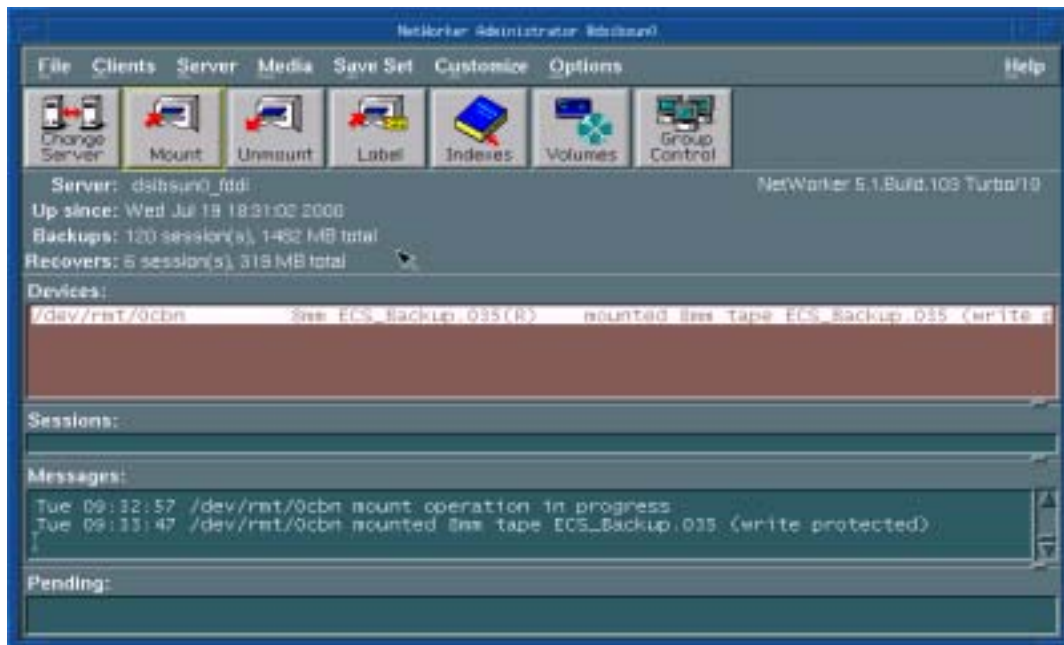 NetWorker Administrator @dsibsun0
File Clients Server Media Save Set Customize Options Help
Change Server Mount Unmount Label Indexes Volumes Group Control
Server: dsibsun0_fddi NetWorker 5.1.Build.103 Turbo/10
Up since: Wed Jul 19 18:31:02 2000
Backups: 120 session(s), 1482 MB total
Recovers: 6 session(s), 319 MB total
Devices:
/dev/rmt/0cbn 8mm ECS_Backup.035(R) mounted 8mm tape ECS_Backup.035 (write p
Sessions:
Messages:
Tue 09:32:57 /dev/rmt/0cbn mount operation in progress
Tue 09:33:47 /dev/rmt/0cbn mounted 8mm tape ECS_Backup.035 (write protected)
Pending: